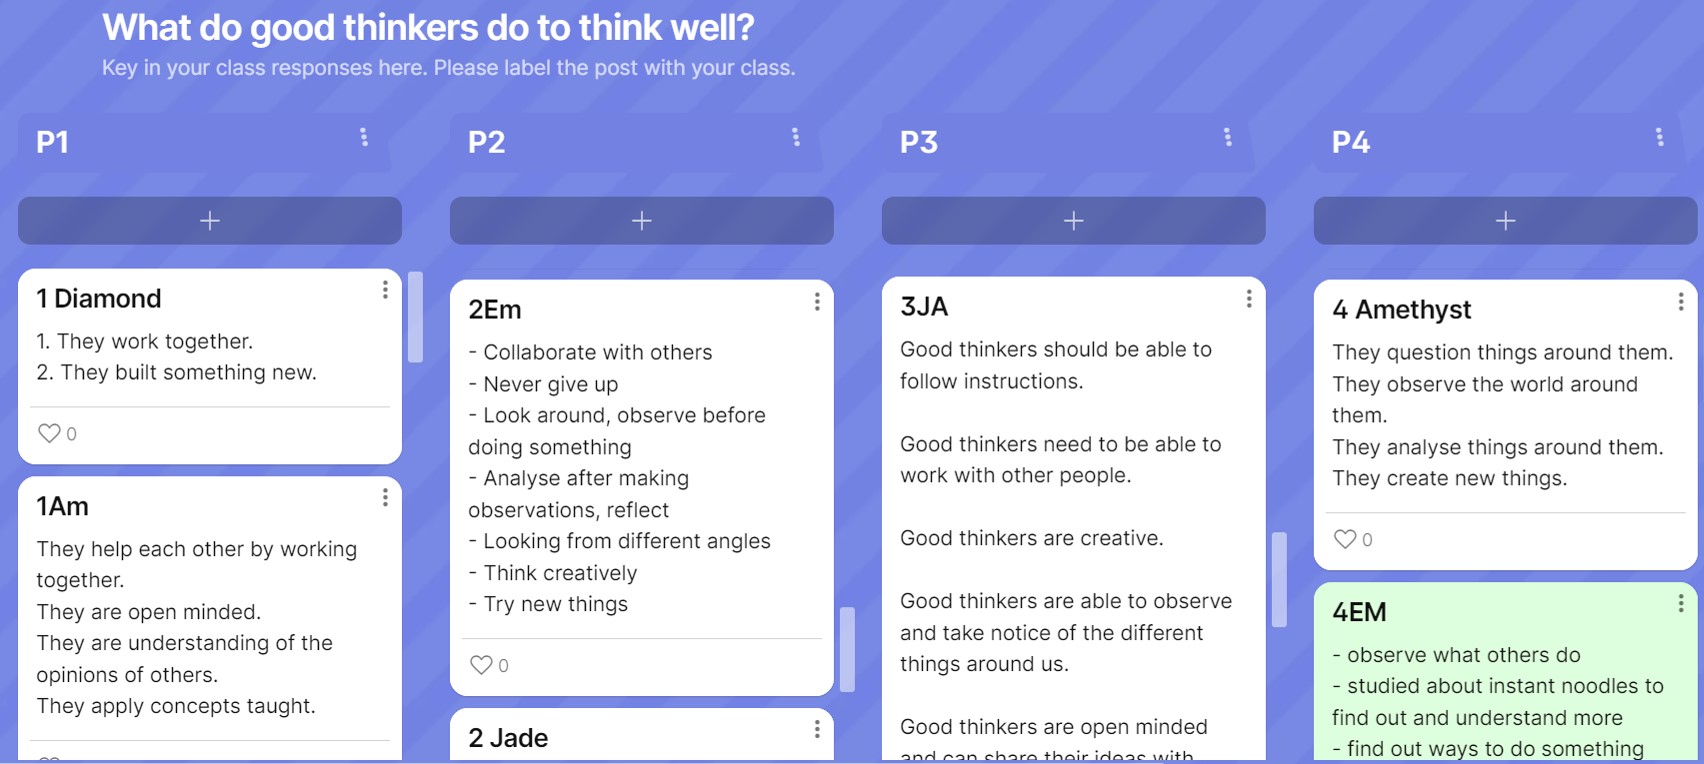 What do good thinkers do to think well?
Key in your class responses here. Please label the post with your class.
P1
1 Diamond
1. They work together.
2. They built something new.
0
1Am
They help each other by working
together.
They are open minded.
They are understanding of the
opinions of others.
They apply concepts taught.
P2
2Em
- Collaborate with others
- Never give up
- Look around, observe before
doing something
- Analyse after making
observations, reflect
- Looking from different angles
- Think creatively
- Try new things
0
2 Jade
P3
3JA
Good thinkers should be able to
follow instructions.
Good thinkers need to be able to
work with other people.
Good thinkers are creative.
Good thinkers are able to observe
and take notice of the different
things around us.
Good thinkers are open minded
and can share their ideas with
P4
4 Amethyst
They question things around them.
They observe the world around
them.
They analyse things around them.
They create new things.
0
4EM
- observe what others do
- studied about instant noodles to
find out and understand more
- find out ways to do something